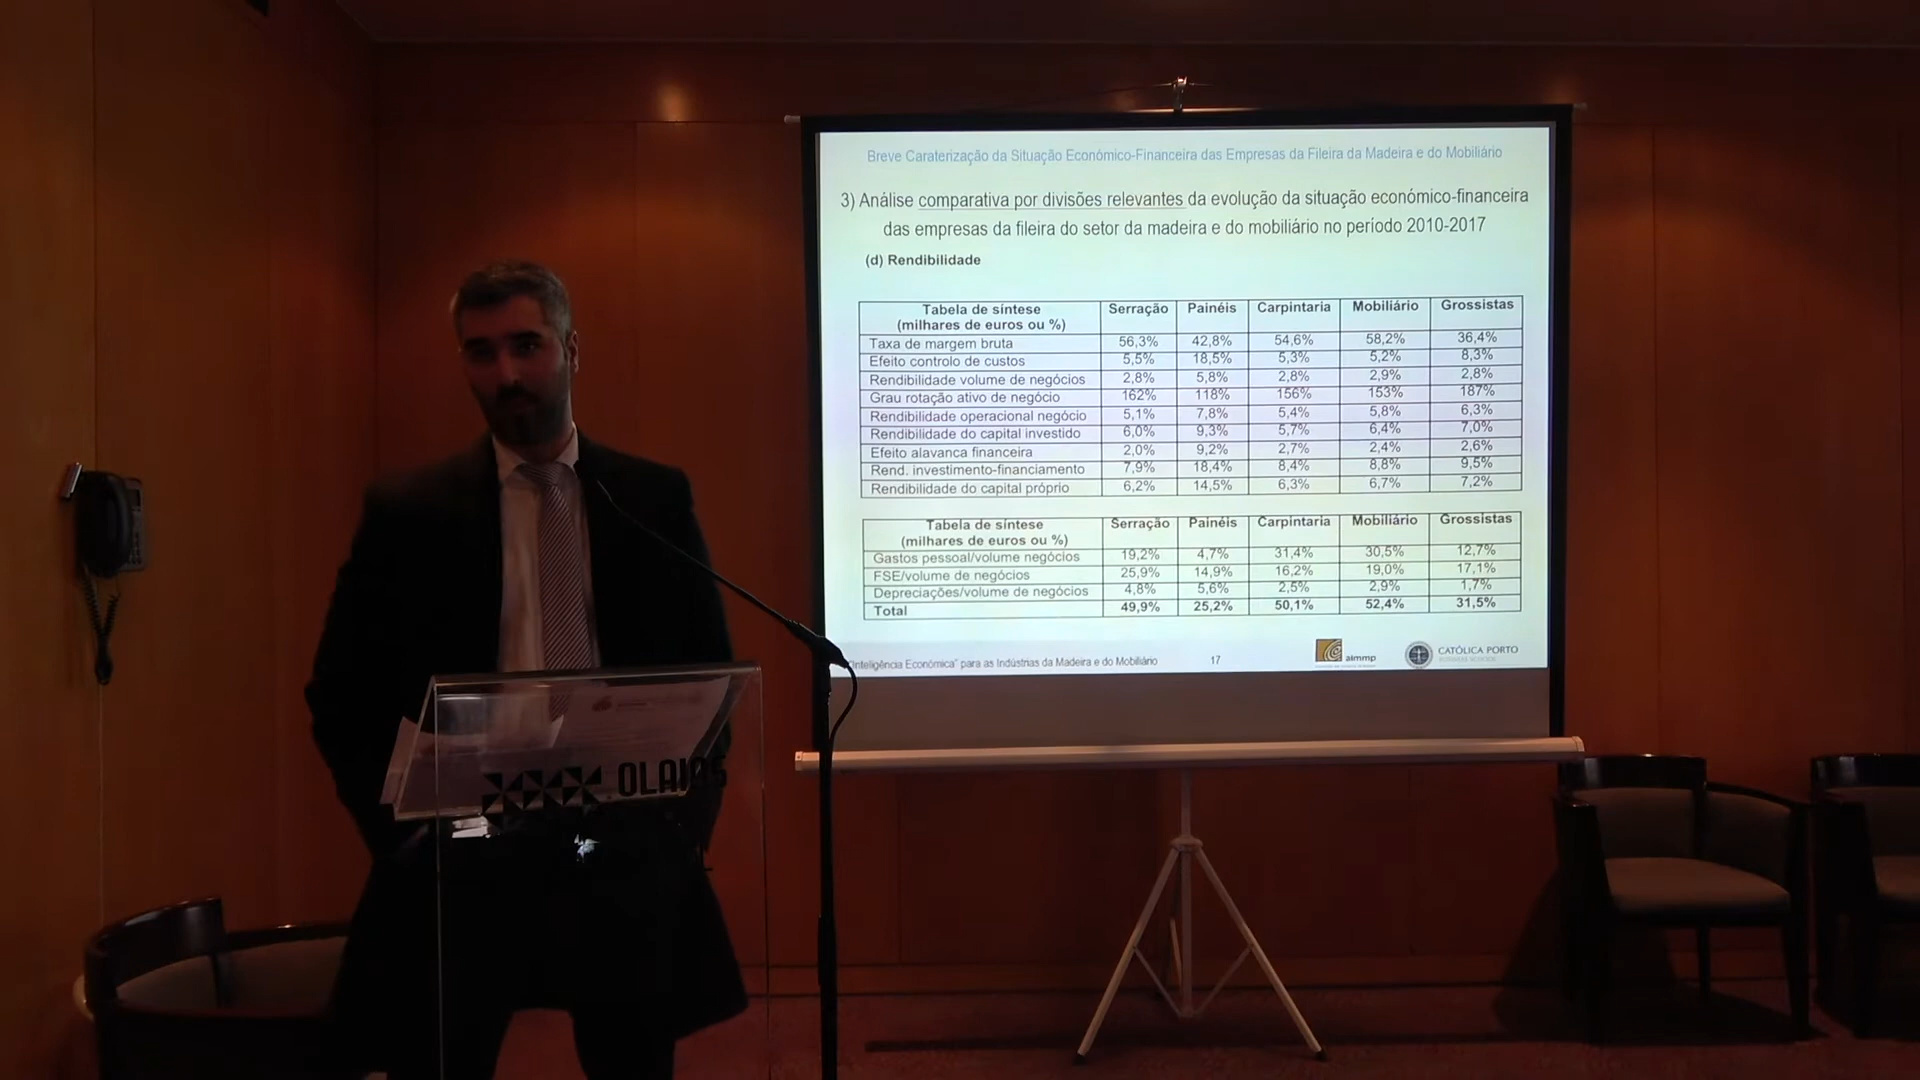 Breve Caraterização da Situação Económico-Financeira das Empresas da Fileira da Madeira e do Mobiliário
3) Análise comparativa por divisões relevantes da evolução da situação económico-financeira
das empresas da fileira do setor da madeira e do mobiliário no período 2010-2017
(d) Rendibilidade
Tabela de síntese Serração Painéis Carpintaria Mobiliário Grossistas
(milhares de euros ou %)
Taxa de margem bruta 56,3% 42,8% 54,6% 58,2% 36,4%
Efeito controlo de custos 5,5% 18,5% 5,3% 5,2% 8,3%
Rendibilidade volume de negócios 2,8% 5,8% 2,8% 2,9% 2,8%
Grau rotação ativo de negócio 162% 118% 156% 153% 187%
Rendibilidade operacional negócio 5,1% 7,8% 5,4% 5,8% 6,3%
Rendibilidade do capital investido 6,0% 9,3% 5,7% 6,4% 7,0%
Efeito alavanca financeira 2,0% 9,2% 2,7% 2,4% 2,6%
Rend. investimento-financiamento 7,9% 18,4% 8,4% 8,8% 9,5%
Rendibilidade do capital próprio 6,2% 14,5% 6,3% 6,7% 7,2%
Tabela de síntese Serração Painéis Carpintaria Mobiliário Grossistas
(milhares de euros ou %)
Gastos pessoal/volume negócios 19,2% 4,7% 31,4% 30,5% 12,7%
FSE/volume de negócios 25,9% 14,9% 16,2% 19,0% 17,1%
Depreciações/volume de negócios 4,8% 5,6% 2,5% 2,9% 1,7%
Total 49,9% 25,2% 50,1% 52,4% 31,5%
"Inteligência Económica" para as Indústrias da Madeira e do Mobiliário 17 aimmp CATÓLICA PORTO
OLAIAS